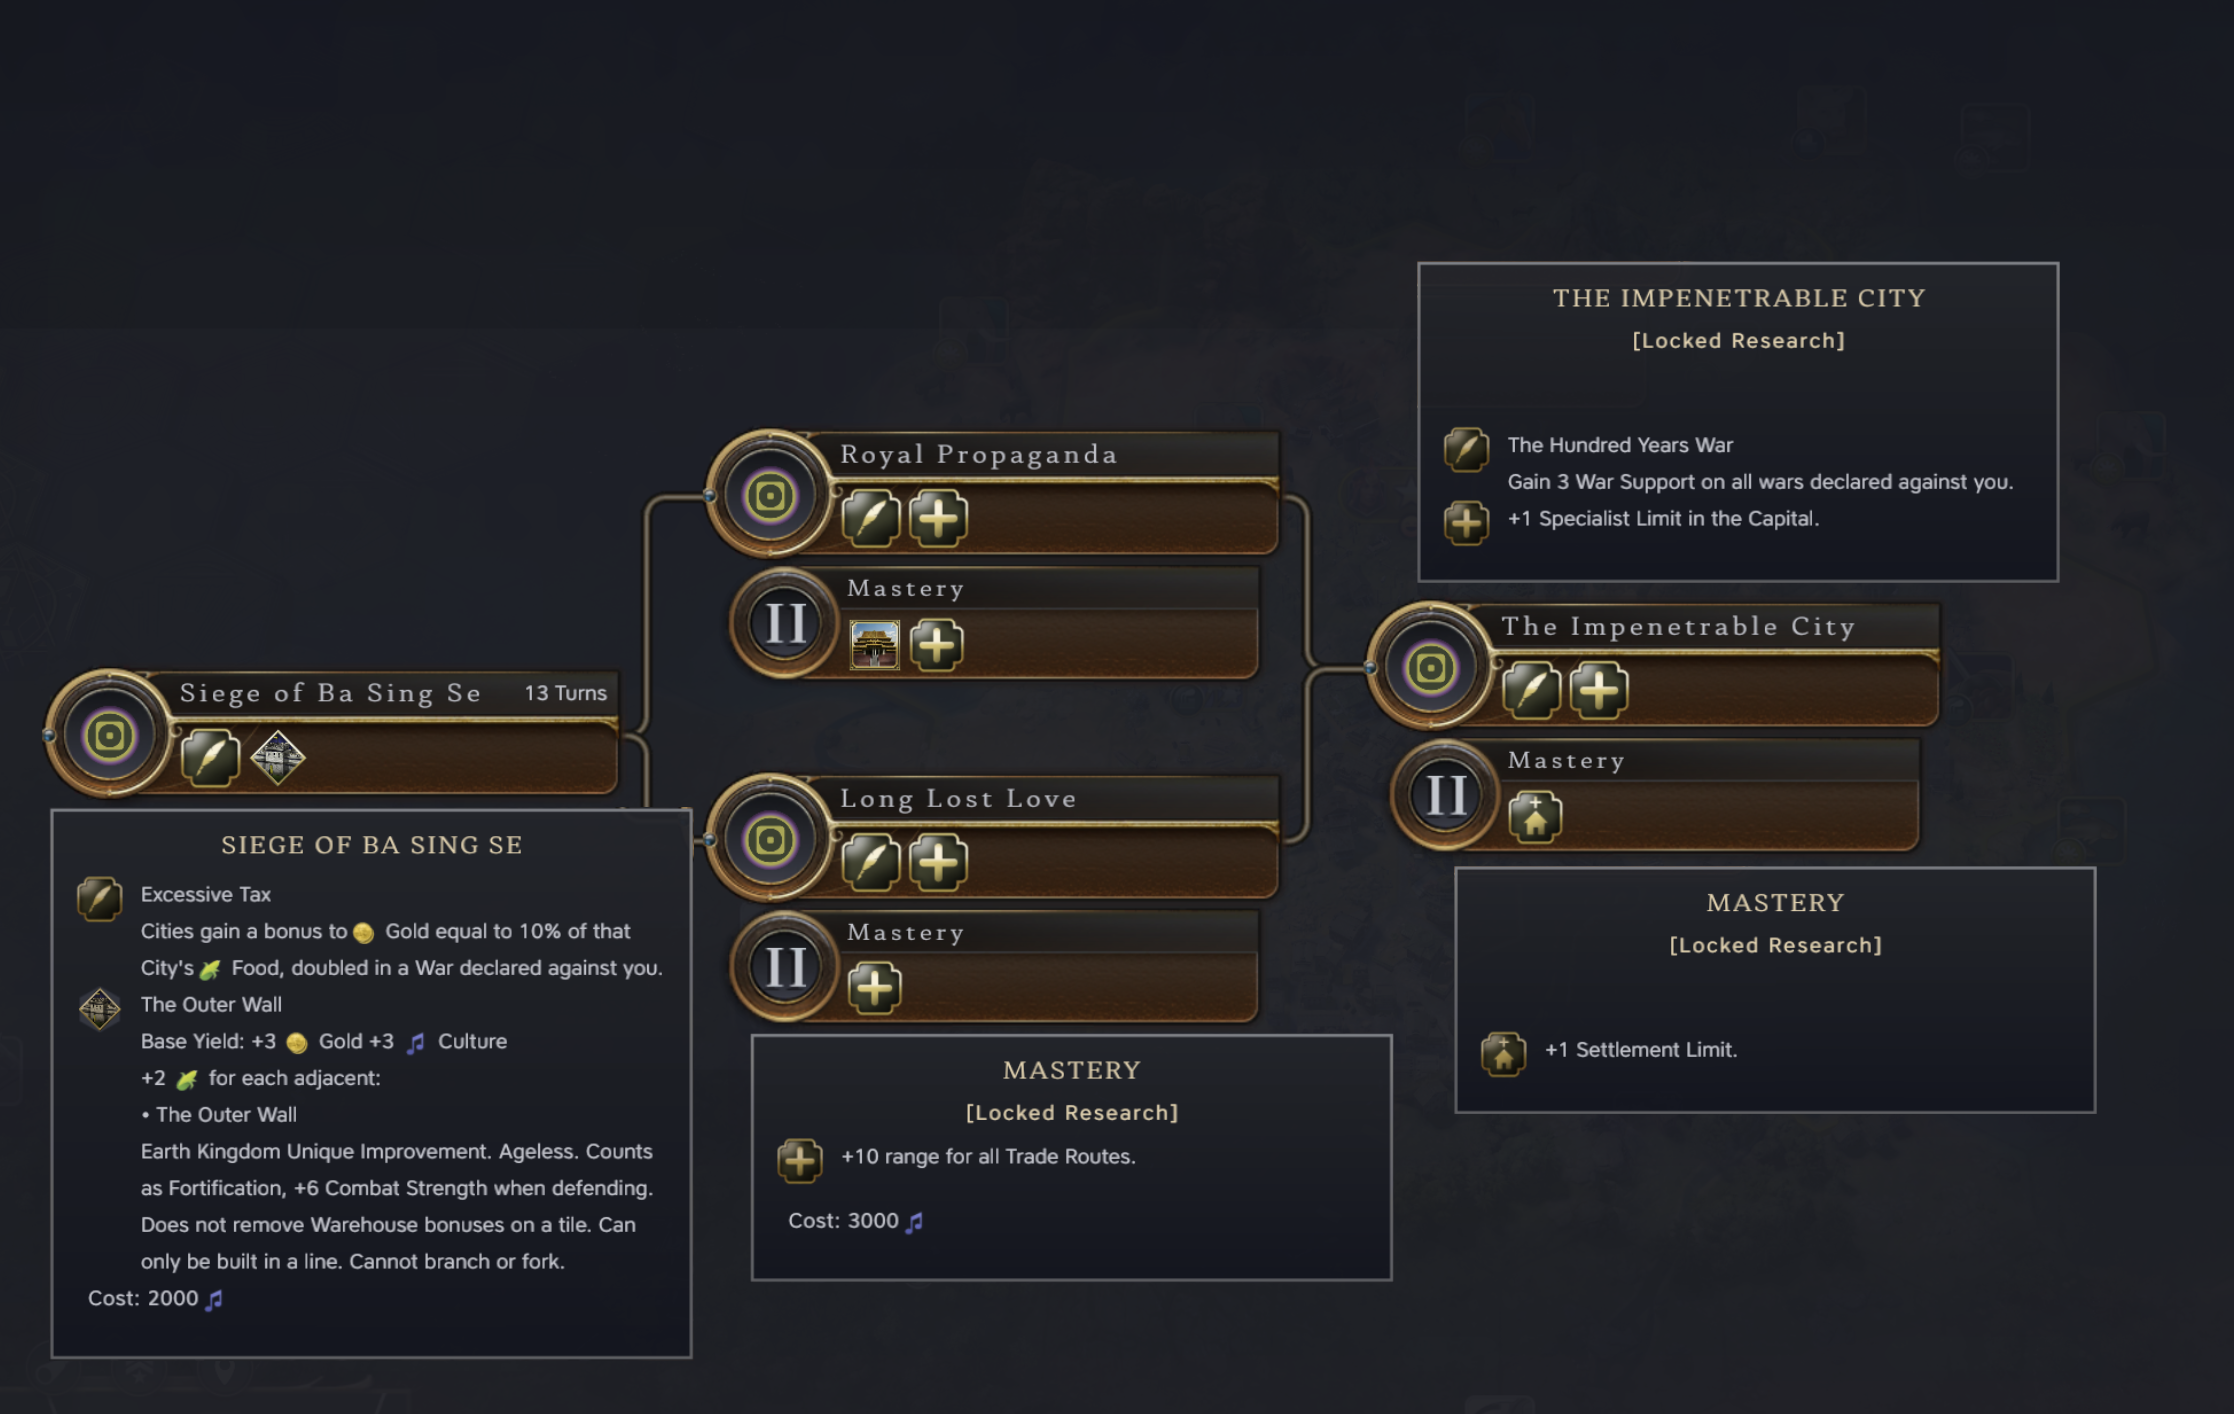 Siege of Ba Sing Se 13 Turns
SIEGE OF BA SING SE
Excessive Tax
Cities gain a bonus to Gold equal to 10% of that
City's Food, doubled in a War declared against you.
The Outer Wall
Base Yield: +3 Gold +3 Culture
+2 for each adjacent:
• The Outer Wall
Earth Kingdom Unique Improvement. Ageless. Counts
as Fortification, +6 Combat Strength when defending.
Does not remove Warehouse bonuses on a tile. Can
only be built in a line. Cannot branch or fork.
Cost: 2000
Royal Propaganda
II Mastery
Long Lost Love
II Mastery
MASTERY
[Locked Research]
+10 range for all Trade Routes.
Cost: 3000
THE IMPENETRABLE CITY
[Locked Research]
The Hundred Years War
Gain 3 War Support on all wars declared against you.
+1 Specialist Limit in the Capital.
The Impenetrable City
II Mastery
MASTERY
[Locked Research]
+1 Settlement Limit.